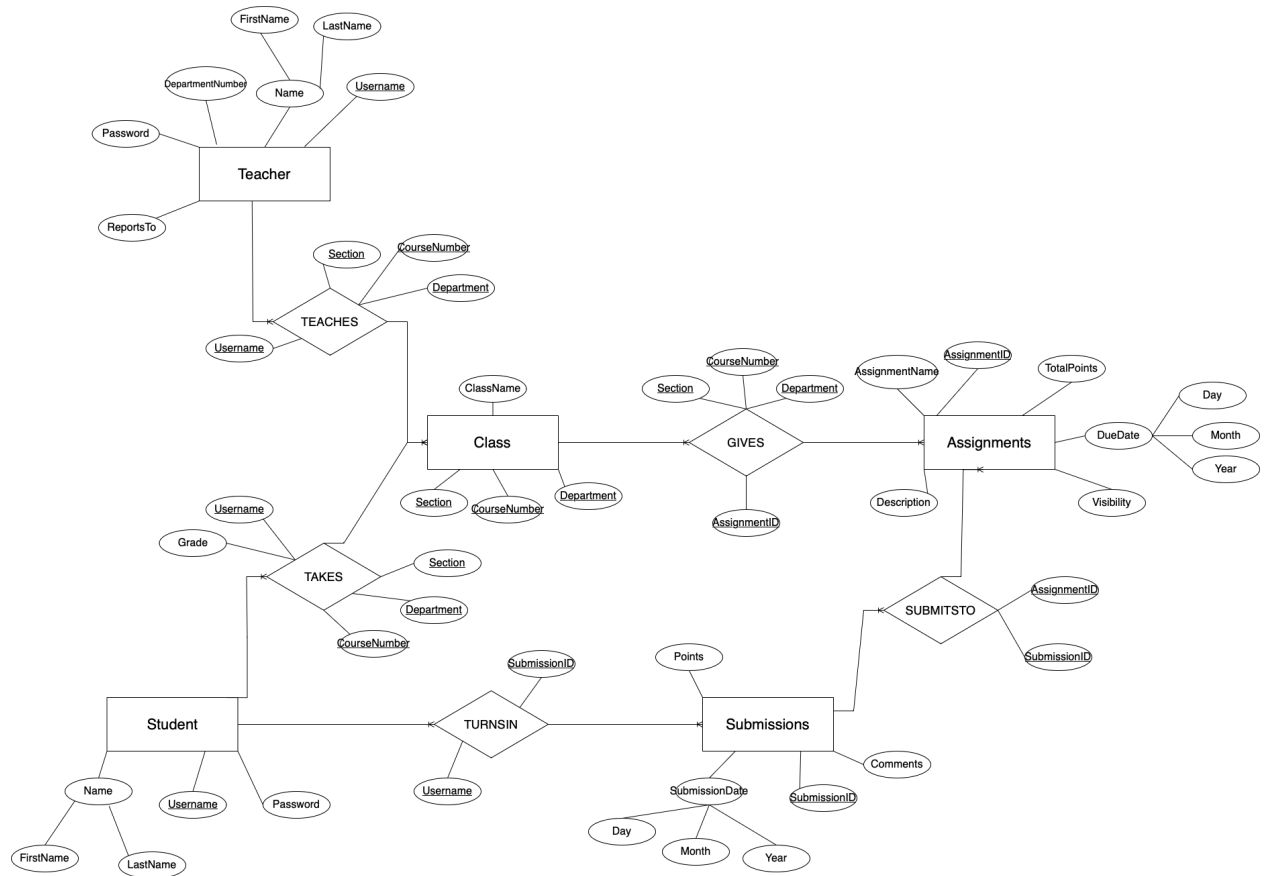 FirstName
LastName
DepartmentNumber
Name
Username
Password
Teacher
ReportsTo
Section
CourseNumber
Department
TEACHES
Username
ClassName
Class
Section
CourseNumber
Department
CourseNumber
Section
Department
GIVES
AssignmentID
AssignmentName
AssignmentID
TotalPoints
Assignments
DueDate
Day
Month
Year
Description
Visibility
Username
Grade
TAKES
Section
Department
CourseNumber
SUBMITSTO
AssignmentID
SubmissionID
SubmissionID
TURNSIN
Username
Points
Submissions
Comments
SubmissionDate
SubmissionID
Day
Month
Year
Student
Name
Username
Password
FirstName
LastName